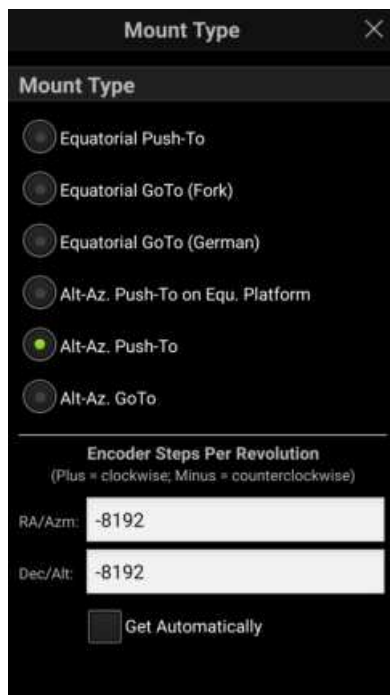 Mount Type
Mount Type
Equatorial Push-To
Equatorial GoTo (Fork)
Equatorial GoTo (German)
Alt-Az. Push-To on Equ. Platform
Alt-Az. Push-To
Alt-Az. GoTo
Encoder Steps Per Revolution
(Plus = clockwise; Minus = counterclockwise)
RA/Azm: -8192
Dec/Alt: -8192
Get Automatically